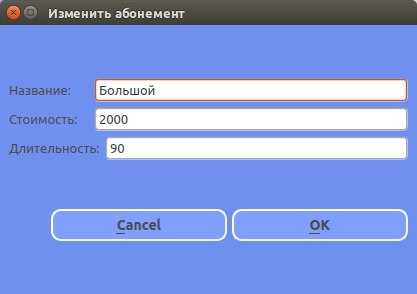 Изменить абонемент
Название: Большой
Стоимость: 2000
Длительность: 90
Cancel OK